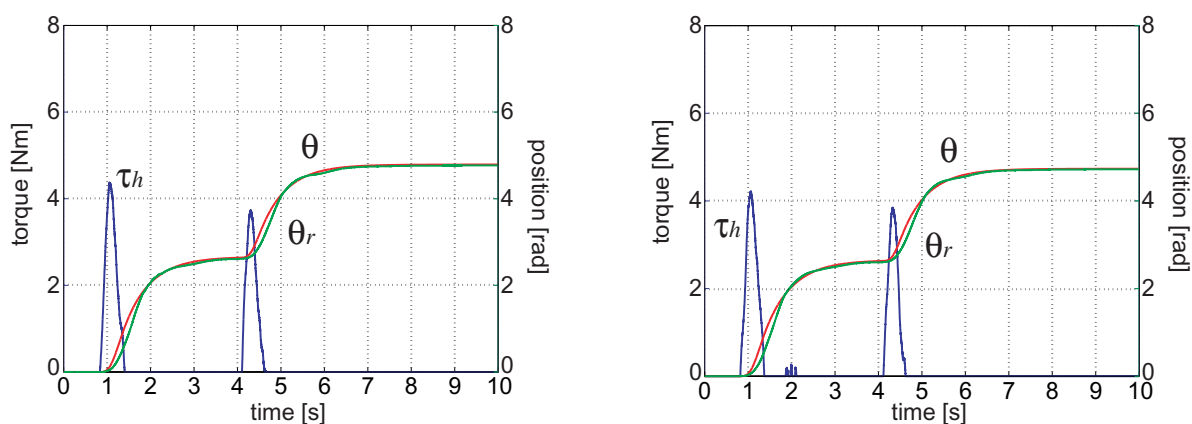 8 8
6 6
4 4
2 2
0 0
torque [Nm]
position [rad]
τh
θ
θr
0 1 2 3 4 5 6 7 8 9 10
time [s]
8 8
6 6
4 4
2 2
0 0
torque [Nm]
position [rad]
τh
θ
θr
0 1 2 3 4 5 6 7 8 9 10
time [s]